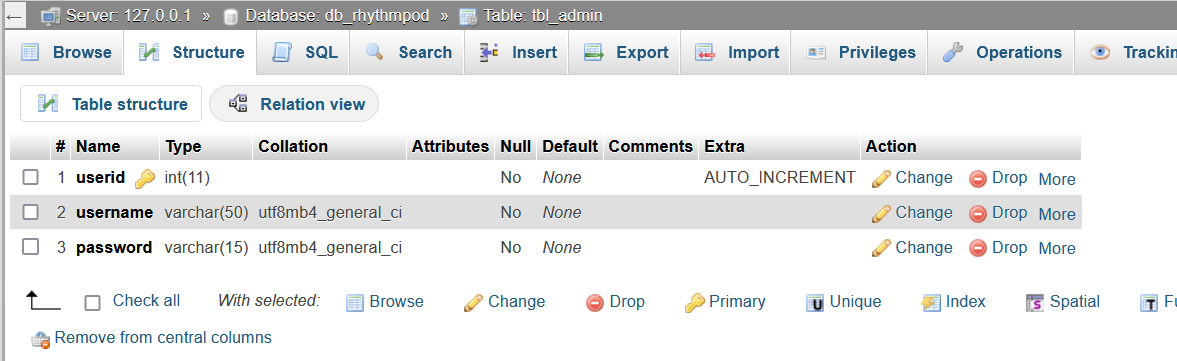 ← Server: 127.0.0.1 » Database: db_rhythmpod » Table: tbl_admin
Browse Structure SQL Search Insert Export Import Privileges Operations Trackin
Table structure Relation view
# Name Type Collation Attributes Null Default Comments Extra Action
1 userid int(11) No None AUTO_INCREMENT Change Drop More
2 username varchar(50) utf8mb4_general_ci No None Change Drop More
3 password varchar(15) utf8mb4_general_ci No None Change Drop More
Check all With selected: Browse Change Drop Primary Unique Index Spatial Fu
Remove from central columns